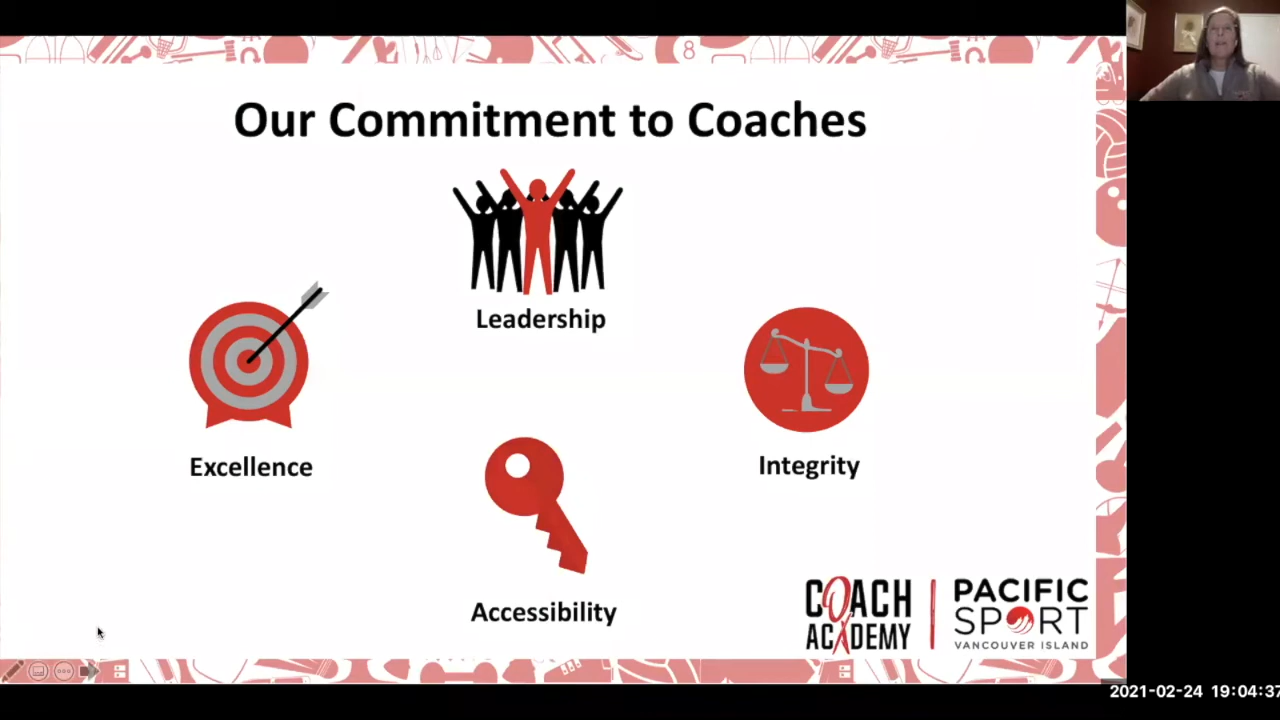 Our Commitment to Coaches
Leadership
Excellence
Integrity
Accessibility
COACH
ACADEMY
PACIFIC
SPORT
VANCOUVER ISLAND
2021-02-24 19:04:37